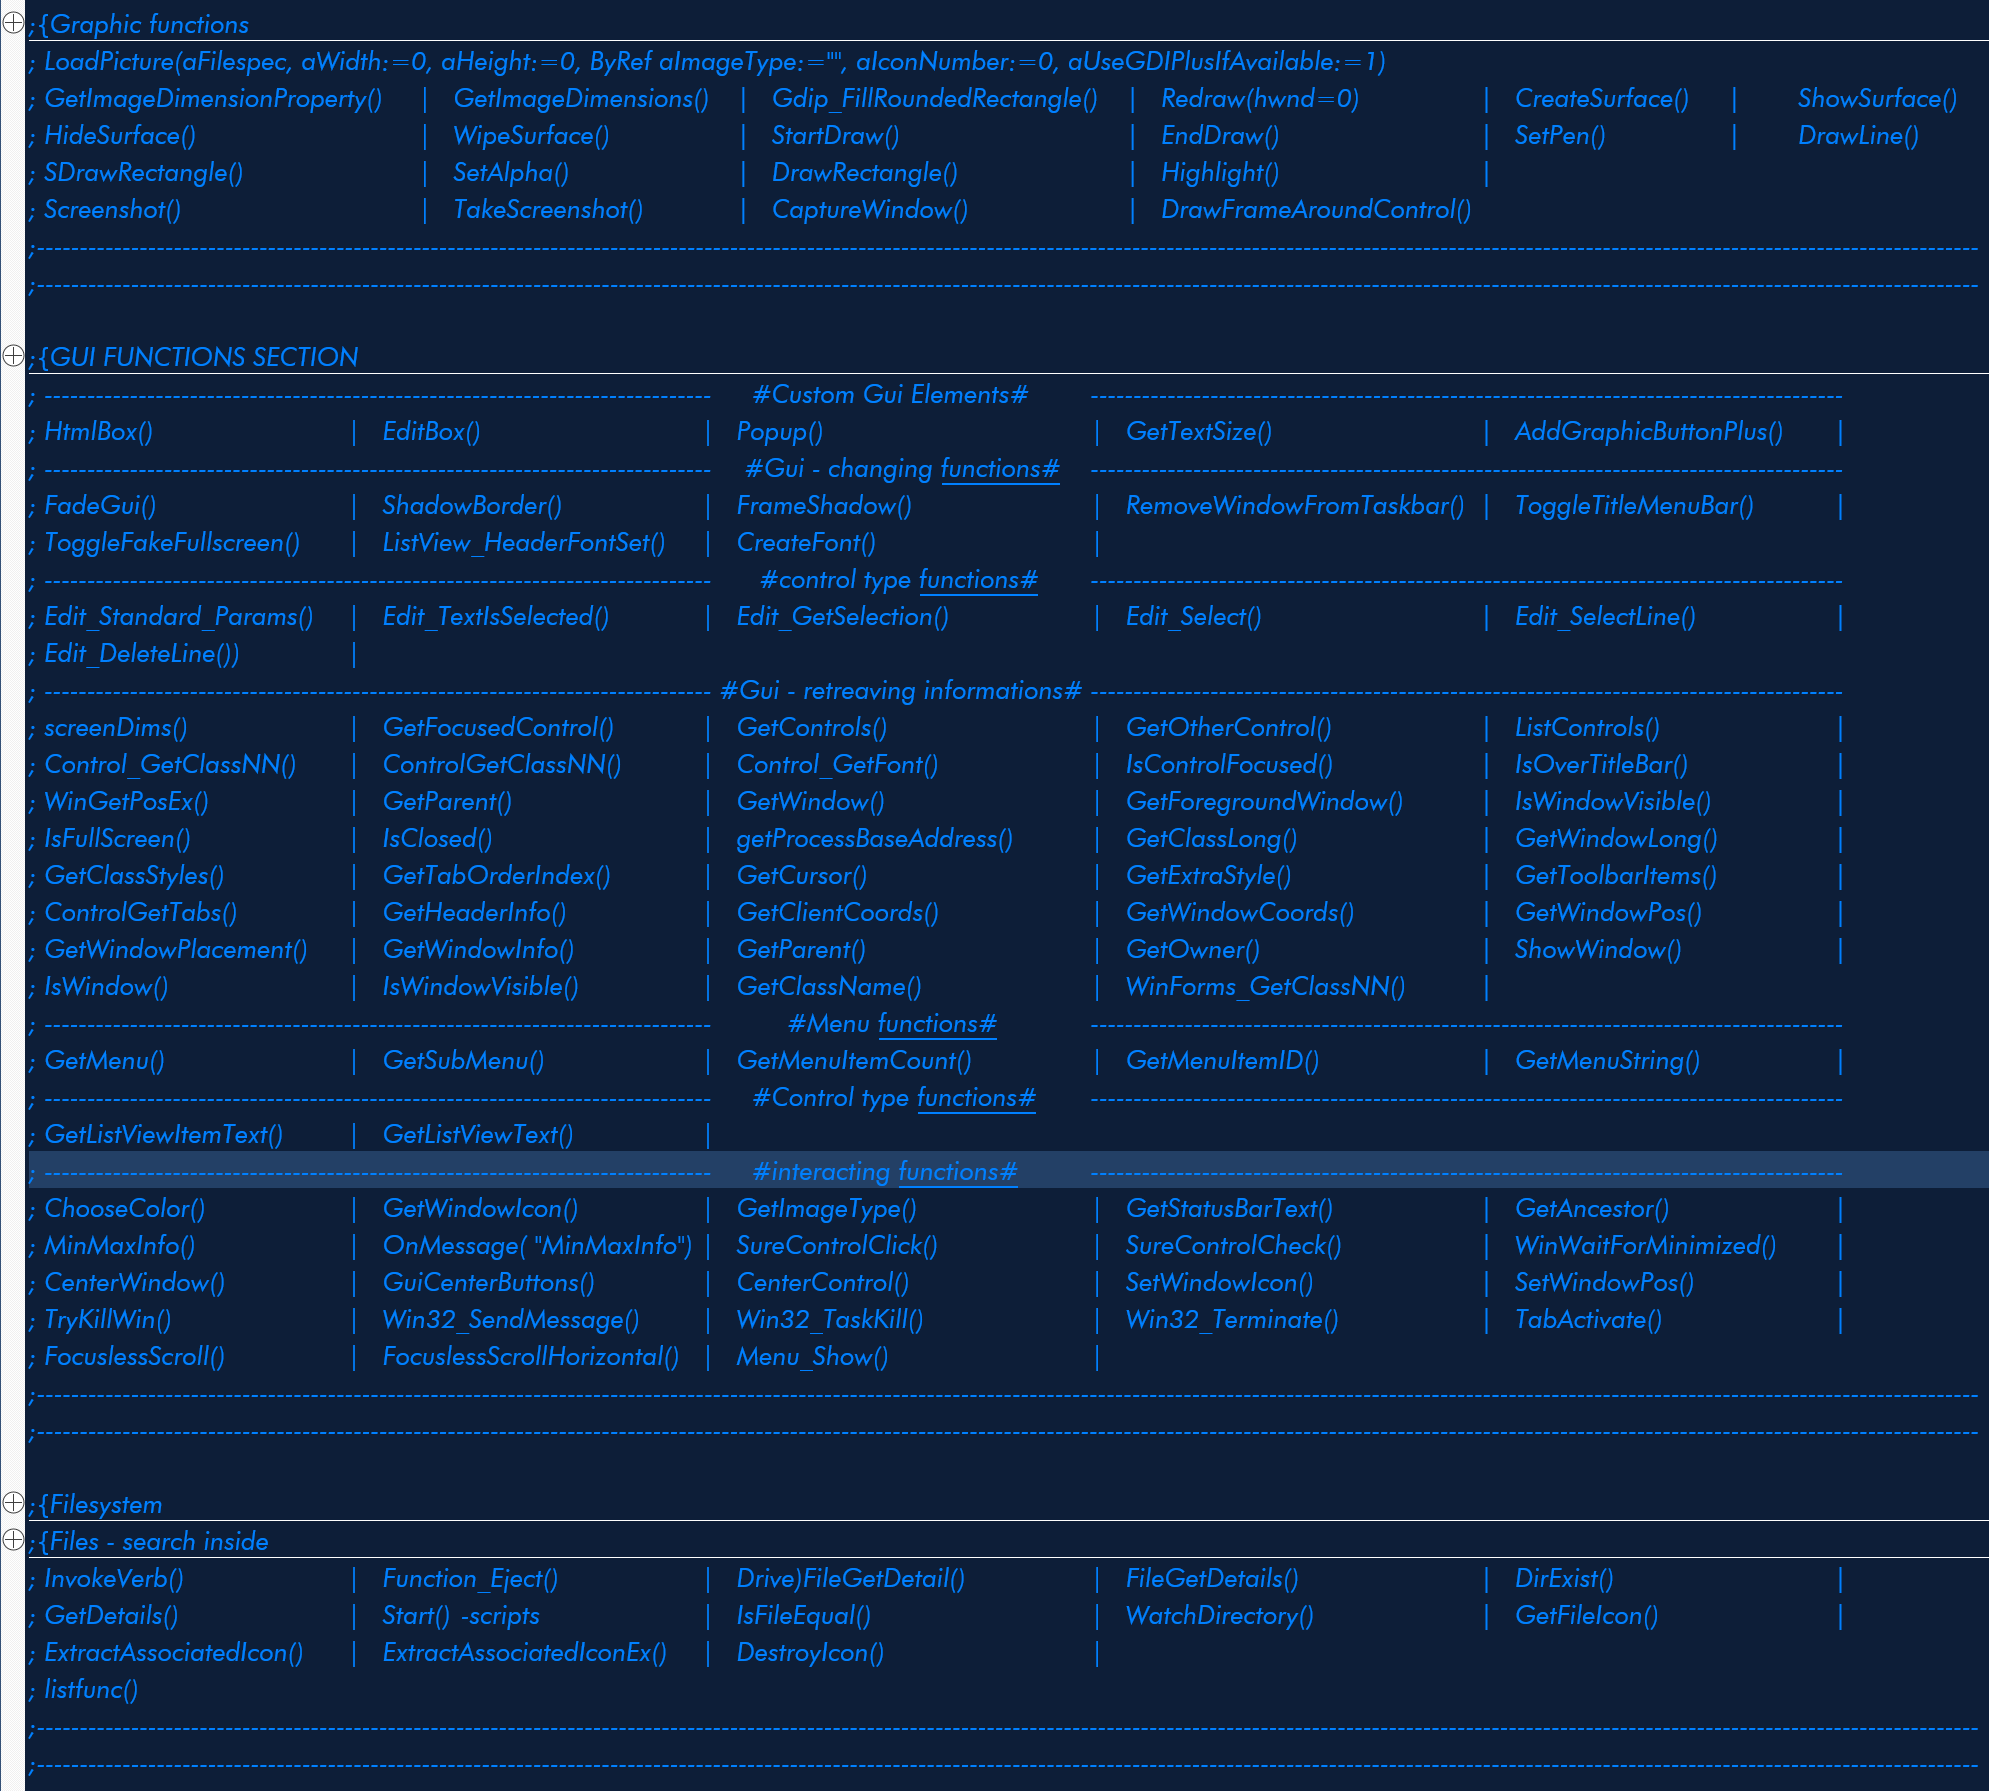 ;{Graphic functions
; LoadPicture(aFilespec, aWidth:=0, aHeight:=0, ByRef aImageType:="", aIconNumber:=0, aUseGDIPlusIfAvailable:=1)
; GetImageDimensionProperty() | GetImageDimensions() | Gdip_FillRoundedRectangle() | Redraw(hwnd=0) | CreateSurface() | ShowSurface()
; HideSurface() | WipeSurface() | StartDraw() | EndDraw() | SetPen() | DrawLine()
; SDrawRectangle() | SetAlpha() | DrawRectangle() | Highlight() |
; Screenshot() | TakeScreenshot() | CaptureWindow() | DrawFrameAroundControl()
;----------------------------------------------------------------
;----------------------------------------------------------------
;{GUI FUNCTIONS SECTION
; -------------------------------- #Custom Gui Elements# --------------------------------
; HtmlBox() | EditBox() | Popup() | GetTextSize() | AddGraphicButtonPlus() |
; -------------------------------- #Gui - changing functions# --------------------------------
; FadeGui() | ShadowBorder() | FrameShadow() | RemoveWindowFromTaskbar() | ToggleTitleMenuBar() |
; ToggleFakeFullscreen() | ListView_HeaderFontSet() | CreateFont() |
; -------------------------------- #control type functions# --------------------------------
; Edit_Standard_Params() | Edit_TextIsSelected() | Edit_GetSelection() | Edit_Select() | Edit_SelectLine() |
; Edit_DeleteLine()) |
; -------------------------------- #Gui - retreaving informations# --------------------------------
; screenDims() | GetFocusedControl() | GetControls() | GetOtherControl() | ListControls() |
; Control_GetClassNN() | ControlGetClassNN() | Control_GetFont() | IsControlFocused() | IsOverTitleBar() |
; WinGetPosEx() | GetParent() | GetWindow() | GetForegroundWindow() | IsWindowVisible() |
; IsFullScreen() | IsClosed() | getProcessBaseAddress() | GetClassLong() | GetWindowLong() |
; GetClassStyles() | GetTabOrderIndex() | GetCursor() | GetExtraStyle() | GetToolbarItems() |
; ControlGetTabs() | GetHeaderInfo() | GetClientCoords() | GetWindowCoords() | GetWindowPos() |
; GetWindowPlacement() | GetWindowInfo() | GetParent() | GetOwner() | ShowWindow() |
; IsWindow() | IsWindowVisible() | GetClassName() | WinForms_GetClassNN() |
; -------------------------------- #Menu functions# --------------------------------
; GetMenu() | GetSubMenu() | GetMenuItemCount() | GetMenuItemID() | GetMenuString() |
; -------------------------------- #Control type functions# --------------------------------
; GetListViewItemText() | GetListViewText() |
; -------------------------------- #interacting functions# --------------------------------
; ChooseColor() | GetWindowIcon() | GetImageType() | GetStatusBarText() | GetAncestor() |
; MinMaxInfo() | OnMessage( "MinMaxInfo") | SureControlClick() | SureControlCheck() | WinWaitForMinimized() |
; CenterWindow() | GuiCenterButtons() | CenterControl() | SetWindowIcon() | SetWindowPos() |
; TryKillWin() | Win32_SendMessage() | Win32_TaskKill() | Win32_Terminate() | TabActivate() |
; FocuslessScroll() | FocuslessScrollHorizontal() | Menu_Show() |
;----------------------------------------------------------------
;----------------------------------------------------------------
;{Filesystem
;{Files - search inside
; InvokeVerb() | Function_Eject() | Drive)FileGetDetail() | FileGetDetails() | DirExist() |
; GetDetails() | Start() -scripts | IsFileEqual() | WatchDirectory() | GetFileIcon() |
; ExtractAssociatedIcon() | ExtractAssociatedIconEx() | DestroyIcon() |
; listfunc()
;----------------------------------------------------------------
;----------------------------------------------------------------